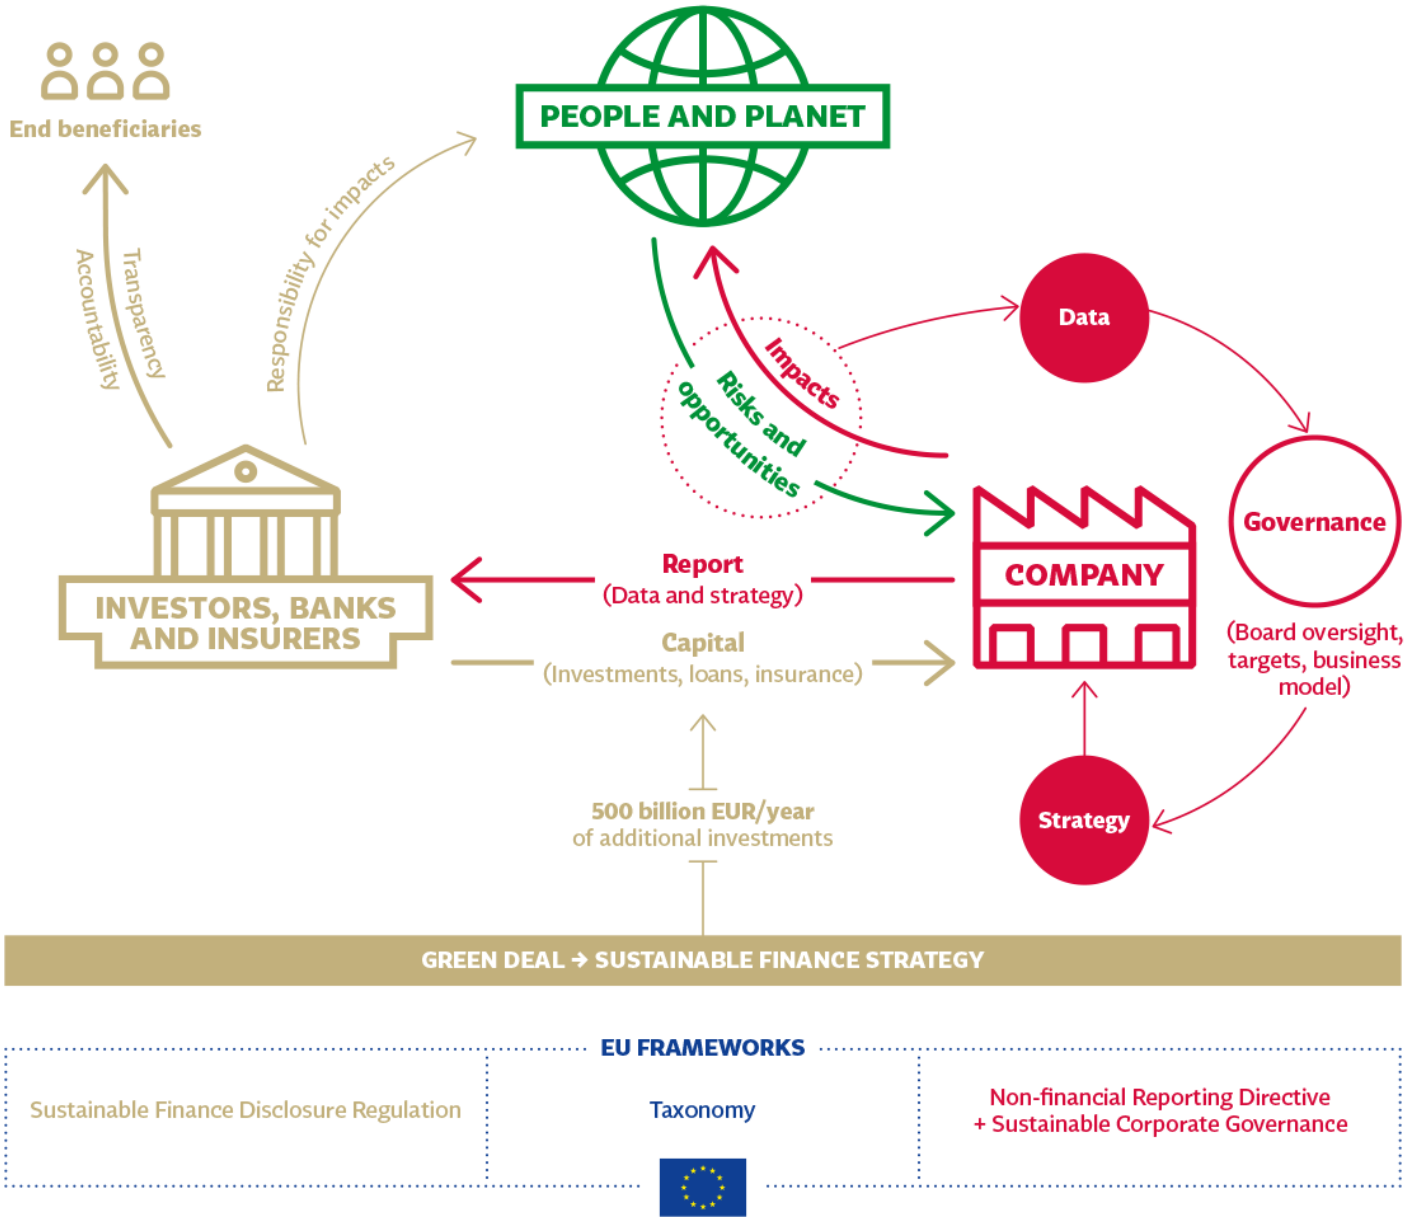 PEOPLE AND PLANET
End beneficiaries
Transparency
Accountability
Responsibility for impacts
Impacts
Risks and
opportunities
Data
Governance
(Board oversight,
targets, business
model)
Strategy
COMPANY
Report
(Data and strategy)
Capital
(Investments, loans, insurance)
INVESTORS, BANKS
AND INSURERS
500 billion EUR/year
of additional investments
GREEN DEAL → SUSTAINABLE FINANCE STRATEGY
EU FRAMEWORKS
Sustainable Finance Disclosure Regulation
Taxonomy
Non-financial Reporting Directive
+ Sustainable Corporate Governance